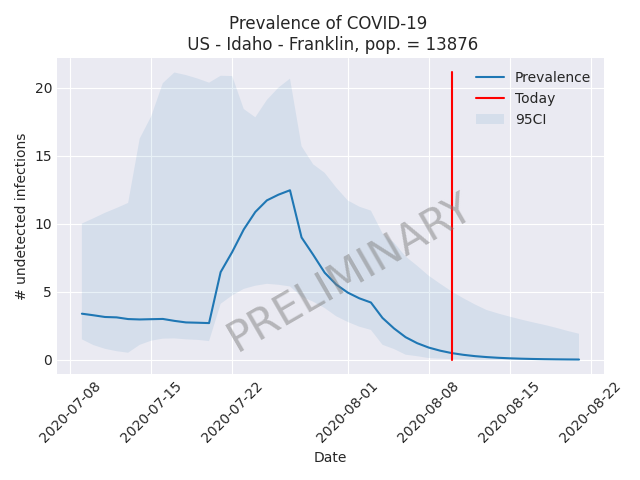 Prevalence of COVID-19
US - Idaho - Franklin, pop. = 13876
# undetected infections
20
15
10
5
0
Prevalence
Today
95CI
PRELIMINARY
2020-07-08
2020-07-15
2020-07-22
2020-08-01
2020-08-08
2020-08-15
2020-08-22
Date